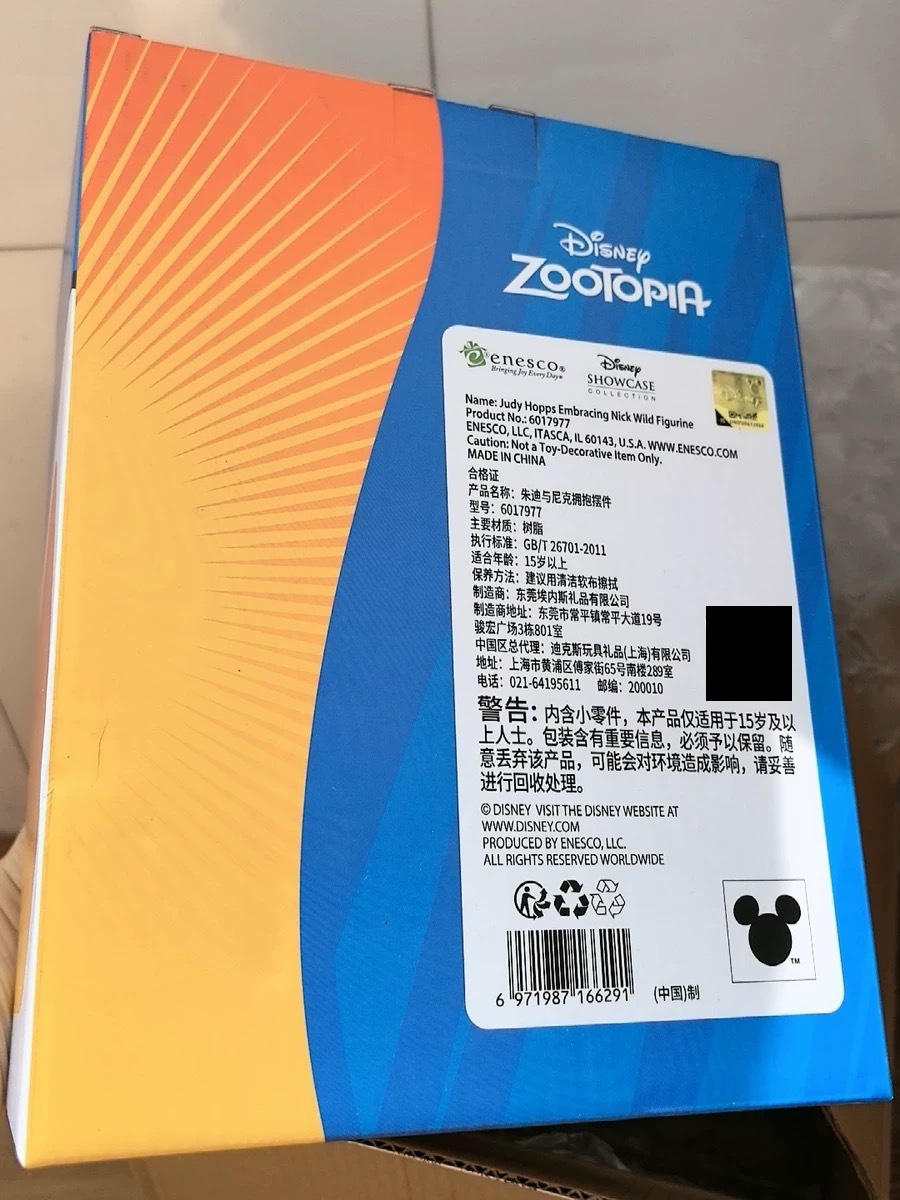 Disney
ZOOTOPIA
enesco®
Bringing Joy Every Day®
Disney
SHOWCASE
COLLECTION
Name: Judy Hopps Embracing Nick Wild Figurine
Product No.: 6017977
ENESCO, LLC, ITASCA, IL 60143, U.S.A. WWW.ENESCO.COM
Caution: Not a Toy-Decorative Item Only.
MADE IN CHINA
合格证
产品名称：朱迪与尼克拥抱摆件
型号：6017977
主要材质：树脂
执行标准：GB/T 26701-2011
适合年龄：15岁以上
保养方法：建议用清洁软布擦拭
制造商：东莞埃内斯礼品有限公司
制造商地址：东莞市常平镇常平大道19号
骏宏广场3栋801室
中国区总代理：迪克斯玩具礼品(上海)有限公司
地址：上海市黄浦区傅家街65号南楼289室
电话：021-64195611 邮编：200010
警告：内含小零件，本产品仅适用于15岁及以
上人士。包装含有重要信息，必须予以保留。随
意丢弃该产品，可能会对环境造成影响，请妥善
进行回收处理。
© DISNEY VISIT THE DISNEY WEBSITE AT
WWW.DISNEY.COM
PRODUCED BY ENESCO, LLC.
ALL RIGHTS RESERVED WORLDWIDE
6 971987 166291
(中国)制
TM